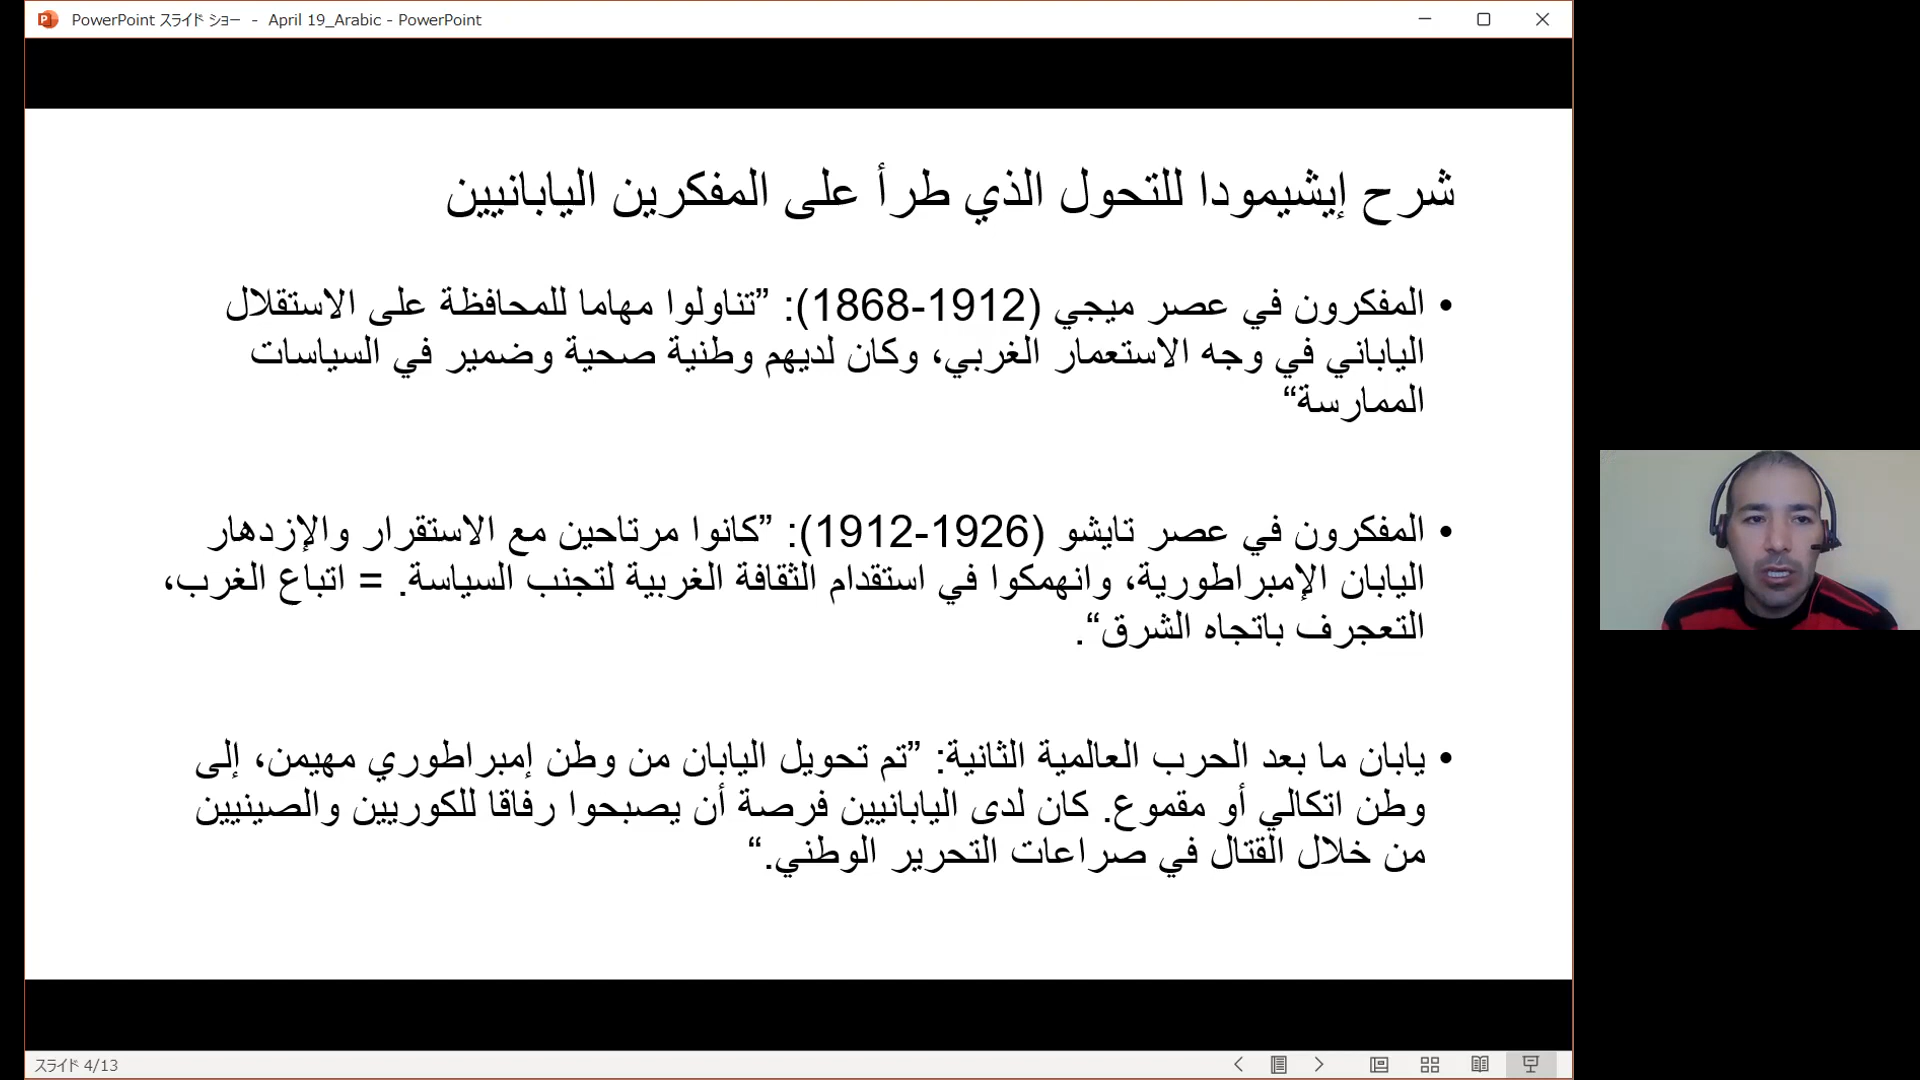 PowerPoint スライド ショー - April 19_Arabic - PowerPoint
شرح إيشيمودا للتحول الذي طرأ على المفكرين اليابانيين
• المفكرون في عصر ميجي (1912-1868): ”تناولوا مهاما للمحافظة على الاستقلال
الياباني في وجه الاستعمار الغربي، وكان لديهم وطنية صحية وضمير في السياسات
الممارسة“
• المفكرون في عصر تايشو (1926-1912): ”كانوا مرتاحين مع الاستقرار والإزدهار
اليابان الإمبراطورية، وانهمكوا في استقدام الثقافة الغربية لتجنب السياسة. = اتباع الغرب،
التعجرف باتجاه الشرق“.
• يابان ما بعد الحرب العالمية الثانية: ”تم تحويل اليابان من وطن إمبراطوري مهيمن، إلى
وطن اتكالي أو مقموع. كان لدى اليابانيين فرصة أن يصبحوا رفاقا للكوريين والصينيين
من خلال القتال في صراعات التحرير الوطني.“
スライド 4/13